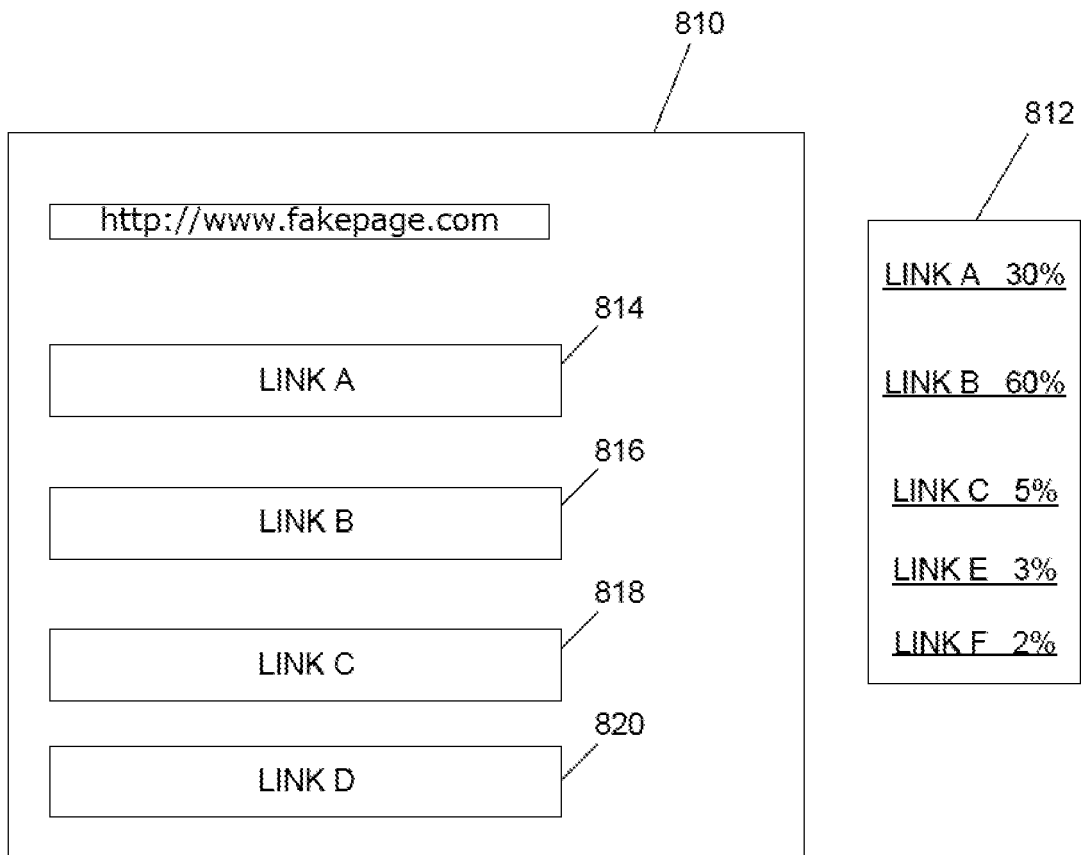 810
812
http://www.fakepage.com
LINK A 30%
814
LINK A
LINK B 60%
816
LINK B
LINK C 5%
LINK E 3%
818
LINK C
LINK F 2%
820
LINK D